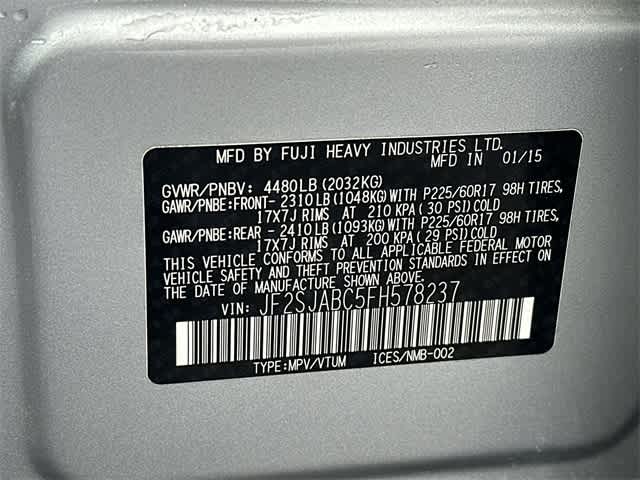 MFD BY FUJI HEAVY INDUSTRIES LTD.
MFD IN 01/15
GVWR/PNBV: 4480LB(2032KG)
GAWR/PNBE:FRONT- 2310LB(1048KG)WITH P225/60R17 98H TIRES,
17X7J RIMS AT 210 KPA( 30 PSI)COLD
GAWR/PNBE:REAR - 2410LB(1093KG)WITH P225/60R17 98H TIRES,
17X7J RIMS AT 200 KPA( 29 PSI)COLD
THIS VEHICLE CONFORMS TO ALL APPLICABLE FEDERAL MOTOR
VEHICLE SAFETY AND THEFT PREVENTION STANDARDS IN EFFECT ON
THE DATE OF MANUFACTURE SHOWN ABOVE.
VIN: JF2SJABC5FH578237
TYPE:MPV/VTUM ICES/NMB-002